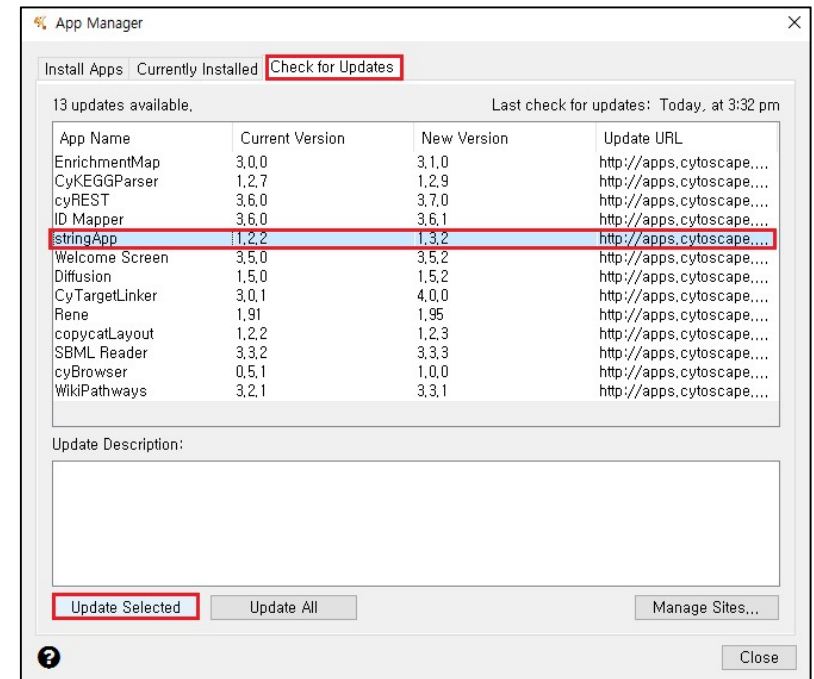 App Manager
Install Apps Currently Installed Check for Updates
13 updates available, Last check for updates: Today, at 3:32 pm
App Name Current Version New Version Update URL
EnrichmentMap 3,0,0 3,1,0 http://apps,cytoscape,...
CyKEGGParser 1,2,7 1,2,9 http://apps,cytoscape,...
cyREST 3,6,0 3,7,0 http://apps,cytoscape,...
ID Mapper 3,6,0 3,6,1 http://apps,cytoscape,...
stringApp 1,2,2 1,3,2 http://apps,cytoscape,...
Welcome Screen 3,5,0 3,5,2 http://apps,cytoscape,...
Diffusion 1,5,0 1,5,2 http://apps,cytoscape,...
CyTargetLinker 3,0,1 4,0,0 http://apps,cytoscape,...
Rene 1,91 1,95 http://apps,cytoscape,...
copycatLayout 1,2,2 1,2,3 http://apps,cytoscape,...
SBML Reader 3,3,2 3,3,3 http://apps,cytoscape,...
cyBrowser 0,5,1 1,0,0 http://apps,cytoscape,...
WikiPathways 3,2,1 3,3,1 http://apps,cytoscape,...
Update Description:
Update Selected Update All Manage Sites,,,
? Close